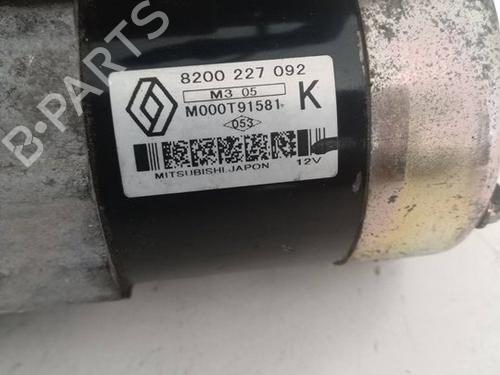 B-PARTS
8200 227 092
M3 05
M000T91581
K
053
MITSUBISHI.JAPON 12V